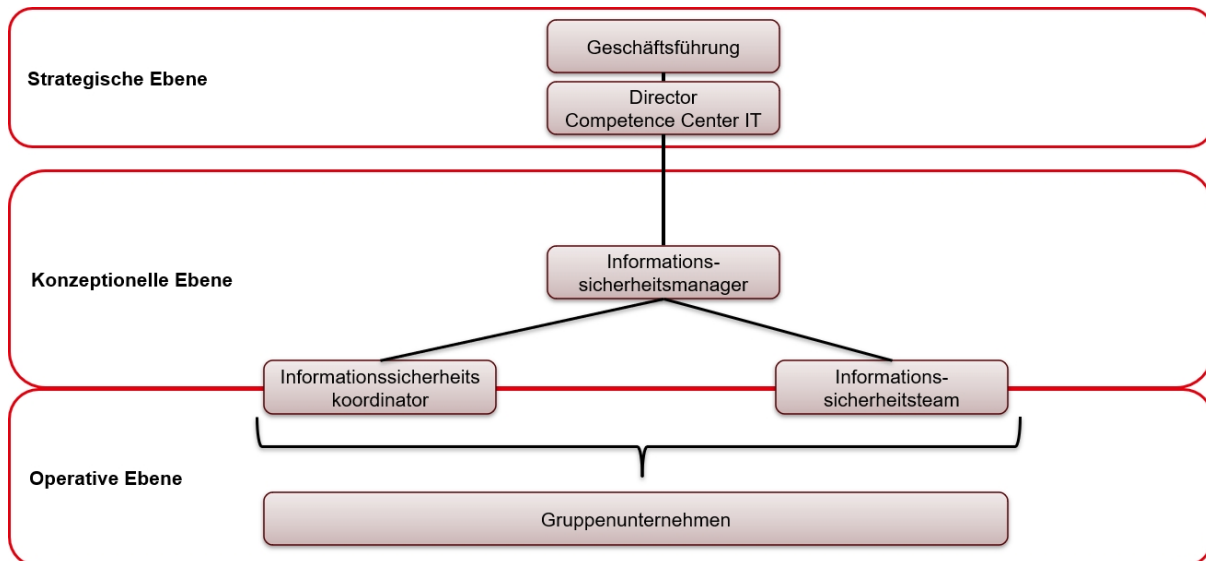 Strategische Ebene
Geschäftsführung
Director
Competence Center IT
Konzeptionelle Ebene
Informations-
sicherheitsmanager
Informationssicherheits
koordinator
Informations-
sicherheitsteam
Operative Ebene
Gruppenunternehmen